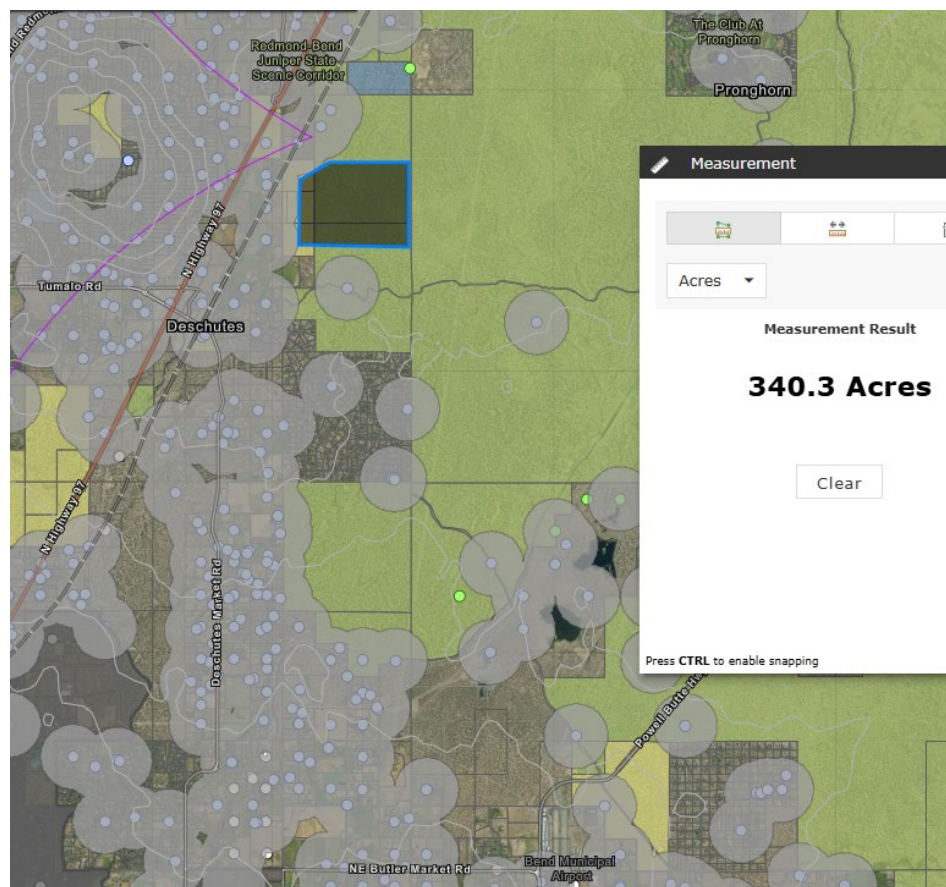 The Club At
Pronghorn
Redmond-Bend
Juniper State
Scenic Corridor
Pronghorn
Measurement
N Highway 97
Acres
Tumalo Rd
Deschutes
Measurement Result
340.3 Acres
Clear
N Highway 97
Deschutes Market Rd
Press CTRL to enable snapping
Powell Butte
NE Butler Market Rd
Bend Municipal
Airport